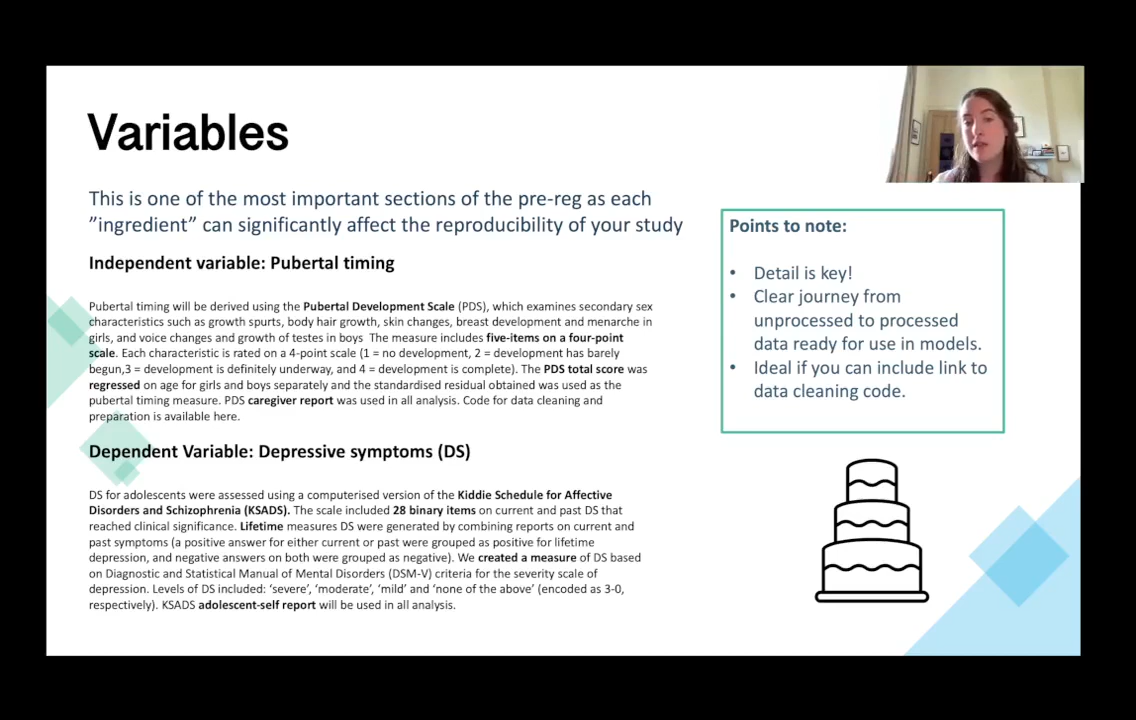 Variables
This is one of the most important sections of the pre-reg as each
”ingredient” can significantly affect the reproducibility of your study
Independent variable: Pubertal timing
Pubertal timing will be derived using the Pubertal Development Scale (PDS), which examines secondary sex
characteristics such as growth spurts, body hair growth, skin changes, breast development and menarche in
girls, and voice changes and growth of testes in boys The measure includes five-items on a four-point
scale. Each characteristic is rated on a 4-point scale (1 = no development, 2 = development has barely
begun,3 = development is definitely underway, and 4 = development is complete). The PDS total score was
regressed on age for girls and boys separately and the standardised residual obtained was used as the
pubertal timing measure. PDS caregiver report was used in all analysis. Code for data cleaning and
preparation is available here.
Dependent Variable: Depressive symptoms (DS)
DS for adolescents were assessed using a computerised version of the Kiddie Schedule for Affective
Disorders and Schizophrenia (KSADS). The scale included 28 binary items on current and past DS that
reached clinical significance. Lifetime measures DS were generated by combining reports on current and
past symptoms (a positive answer for either current or past were grouped as positive for lifetime
depression, and negative answers on both were grouped as negative). We created a measure of DS based
on Diagnostic and Statistical Manual of Mental Disorders (DSM-V) criteria for the severity scale of
depression. Levels of DS included: ‘severe’, ‘moderate’, ‘mild’ and ‘none of the above’ (encoded as 3-0,
respectively). KSADS adolescent-self report will be used in all analysis.
Points to note:
• Detail is key!
• Clear journey from
unprocessed to processed
data ready for use in models.
• Ideal if you can include link to
data cleaning code.